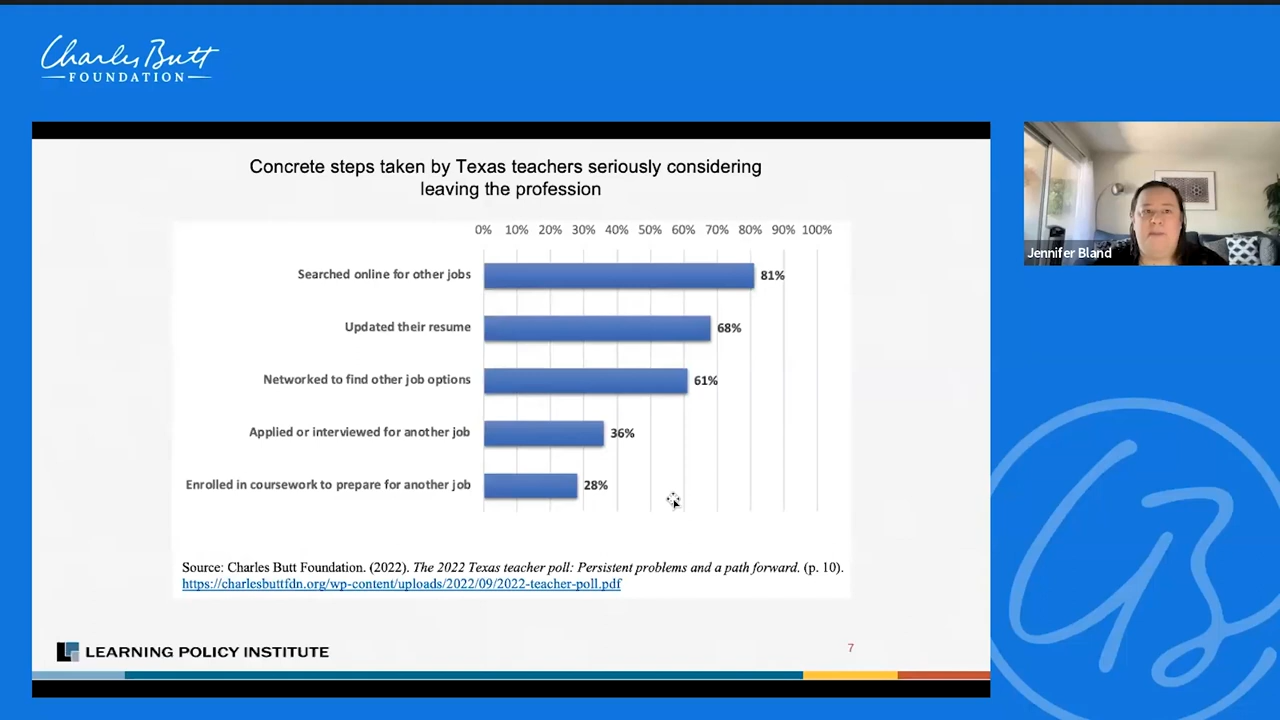 Charles Butt
FOUNDATION
Concrete steps taken by Texas teachers seriously considering
leaving the profession
0% 10% 20% 30% 40% 50% 60% 70% 80% 90% 100%
Searched online for other jobs 81%
Updated their resume 68%
Networked to find other job options 61%
Applied or interviewed for another job 36%
Enrolled in coursework to prepare for another job 28%
Source: Charles Butt Foundation. (2022). The 2022 Texas teacher poll: Persistent problems and a path forward. (p. 10).
https://charlesbuttfdn.org/wp-content/uploads/2022/09/2022-teacher-poll.pdf
LEARNING POLICY INSTITUTE
7
Jennifer Bland
CB